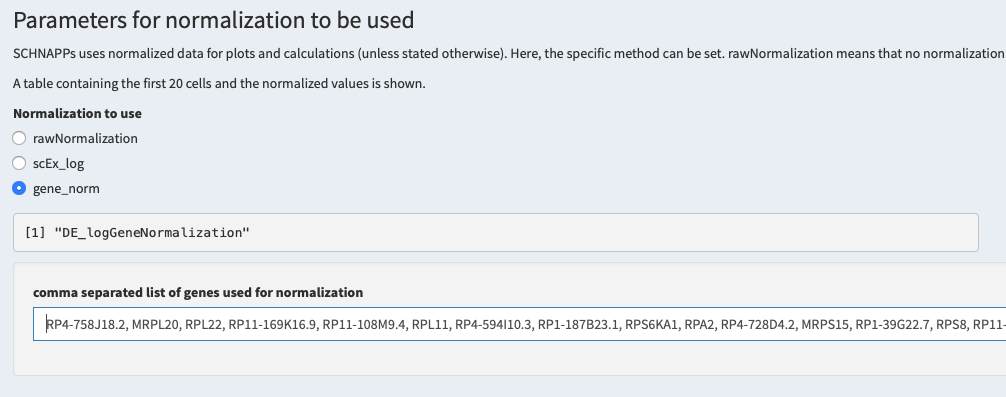 Parameters for normalization to be used
SCHNAPPs uses normalized data for plots and calculations (unless stated otherwise). Here, the specific method can be set. rawNormalization means that no normalization
A table containing the first 20 cells and the normalized values is shown.
Normalization to use
rawNormalization
scEx_log
gene_norm
[1] "DE_logGeneNormalization"
comma separated list of genes used for normalization
RP4-758J18.2, MRPL20, RPL22, RP11-169K16.9, RP11-108M9.4, RPL11, RP4-594I10.3, RP1-187B23.1, RPS6KA1, RPA2, RP4-728D4.2, MRPS15, RP1-39G22.7, RPS8, RP11-